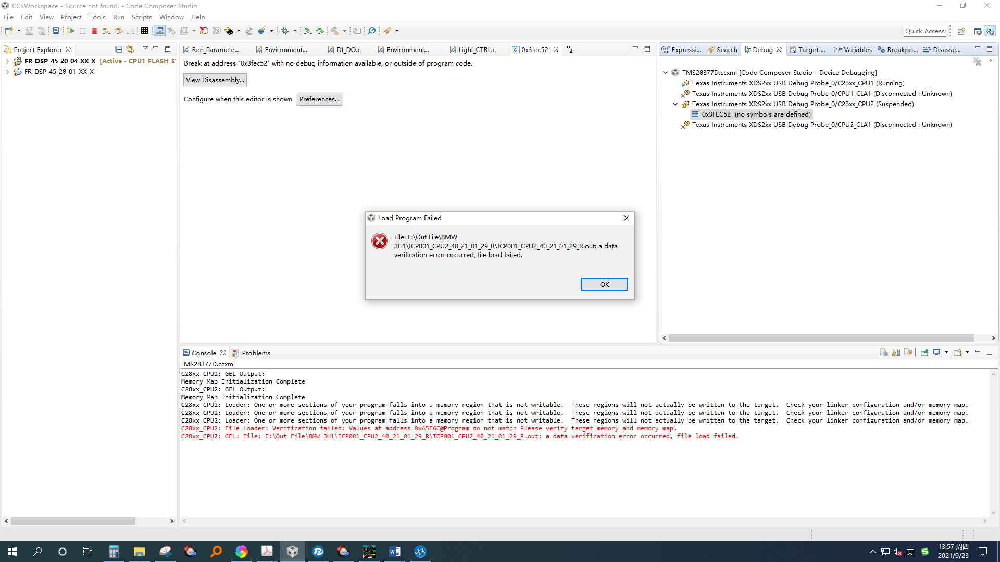 CCSWorkspace - Source not found. - Code Composer Studio
File Edit View Project Tools Run Scripts Window Help
Quick Access
Project Explorer
FR_DSP_45_20_04_XX_X [Active - CPU1_FLASH_S
FR_DSP_45_28_01_XX_X
Ren_Paramete... Environment... DI_DO.c Environment... Light_CTRL.c 0x3fec52 »4
Break at address "0x3fec52" with no debug information available, or outside of program code.
View Disassembly...
Configure when this editor is shown Preferences...
Expressi... Search Debug Target ... (x)= Variables Breakpo... Disasse...
TMS28377D.ccxml [Code Composer Studio - Device Debugging]
Texas Instruments XDS2xx USB Debug Probe_0/C28xx_CPU1 (Running)
Texas Instruments XDS2xx USB Debug Probe_0/CPU1_CLA1 (Disconnected : Unknown)
Texas Instruments XDS2xx USB Debug Probe_0/C28xx_CPU2 (Suspended)
0x3FEC52 (no symbols are defined)
Texas Instruments XDS2xx USB Debug Probe_0/CPU2_CLA1 (Disconnected : Unknown)
Load Program Failed
File: E:\Out File\8MW
3H1\ICP001_CPU2_40_21_01_29_R\ICP001_CPU2_40_21_01_29_R.out: a data
verification error occurred, file load failed.
OK
Console Problems
TMS28377D.ccxml
C28xx_CPU1: GEL Output:
Memory Map Initialization Complete
C28xx_CPU2: GEL Output:
Memory Map Initialization Complete
C28xx_CPU1: Loader: One or more sections of your program falls into a memory region that is not writable.  These regions will not actually be written to the target.  Check your linker configuration and/or memory map.
C28xx_CPU1: Loader: One or more sections of your program falls into a memory region that is not writable.  These regions will not actually be written to the target.  Check your linker configuration and/or memory map.
C28xx_CPU2: Loader: One or more sections of your program falls into a memory region that is not writable.  These regions will not actually be written to the target.  Check your linker configuration and/or memory map.
C28xx_CPU2: File Loader: Verification failed: Values at address 0xA5E6C@Program do not match Please verify target memory and memory map.
C28xx_CPU2: GEL: File: E:\Out File\8MW 3H1\ICP001_CPU2_40_21_01_29_R\ICP001_CPU2_40_21_01_29_R.out: a data verification error occurred, file load failed.
英
13:57 周四
2021/9/23